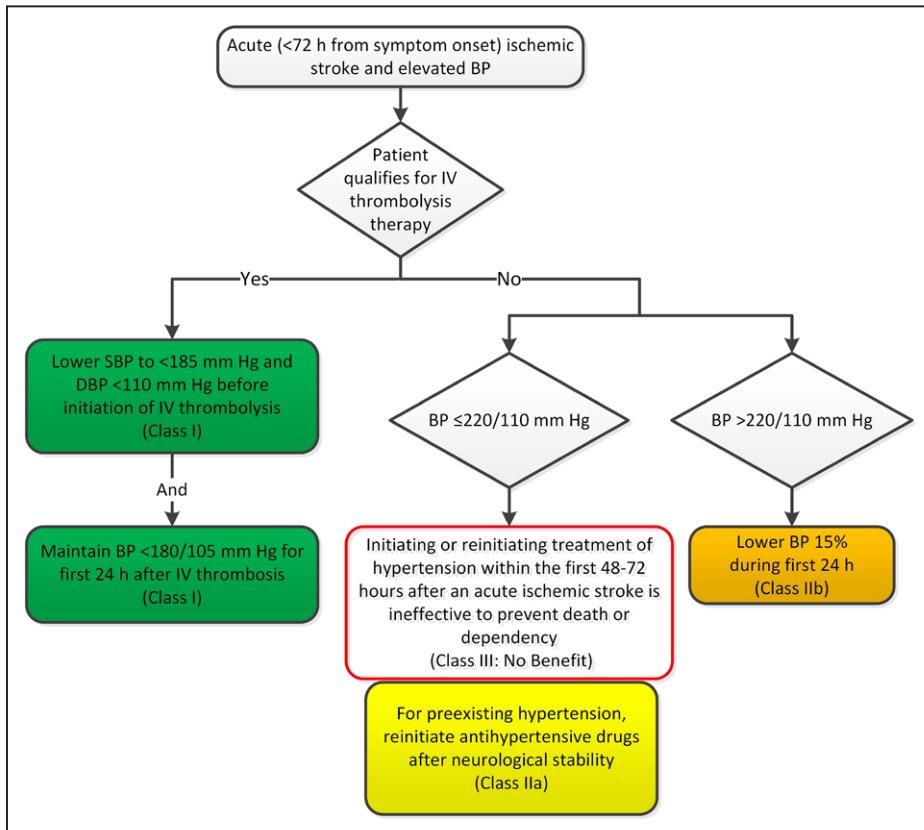 Acute (<72 h from symptom onset) ischemic
stroke and elevated BP
Patient
qualifies for IV
thrombolysis
therapy
Yes
No
Lower SBP to <185 mm Hg and
DBP <110 mm Hg before
initiation of IV thrombolysis
(Class I)
And
Maintain BP <180/105 mm Hg for
first 24 h after IV thrombosis
(Class I)
BP ≤220/110 mm Hg
Initiating or reinitiating treatment of
hypertension within the first 48-72
hours after an acute ischemic stroke is
ineffective to prevent death or
dependency
(Class III: No Benefit)
For preexisting hypertension,
reinitiate antihypertensive drugs
after neurological stability
(Class IIa)
BP >220/110 mm Hg
Lower BP 15%
during first 24 h
(Class IIb)